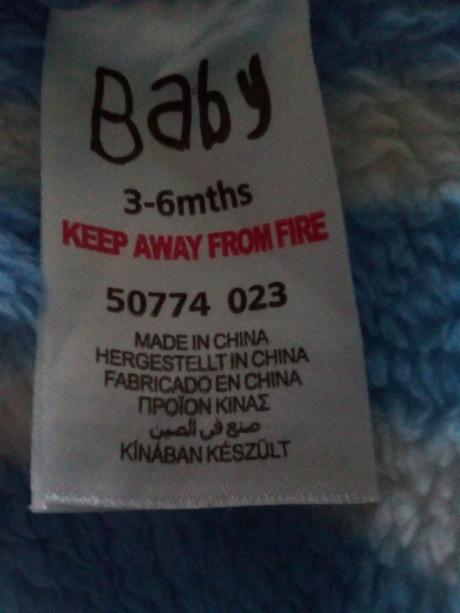 Baby
3-6mths
KEEP AWAY FROM FIRE
50774 023
MADE IN CHINA
HERGESTELLT IN CHINA
FABRICADO EN CHINA
ΠΡΟΪΟΝ ΚΙΝΑΣ
صنع في الصين
KÍNÁBAN KÉSZÜLT